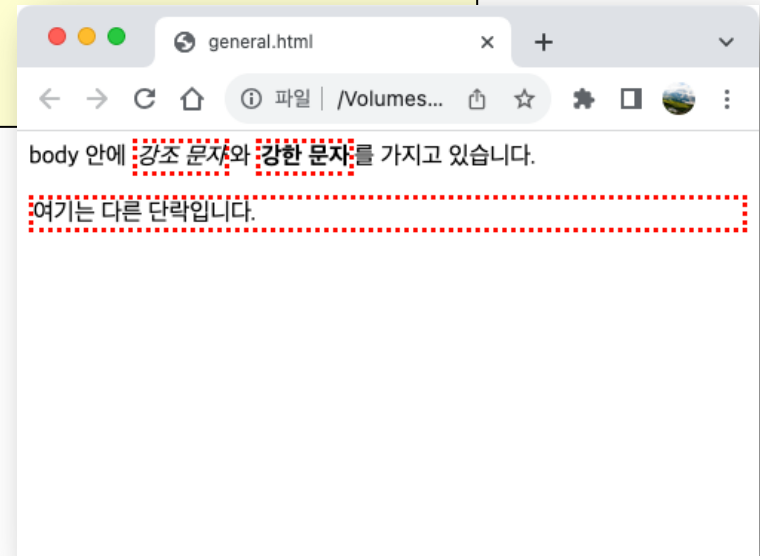 general.html
파일 /Volumes...
body 안에 강조 문자와 강한 문자를 가지고 있습니다.
여기는 다른 단락입니다.